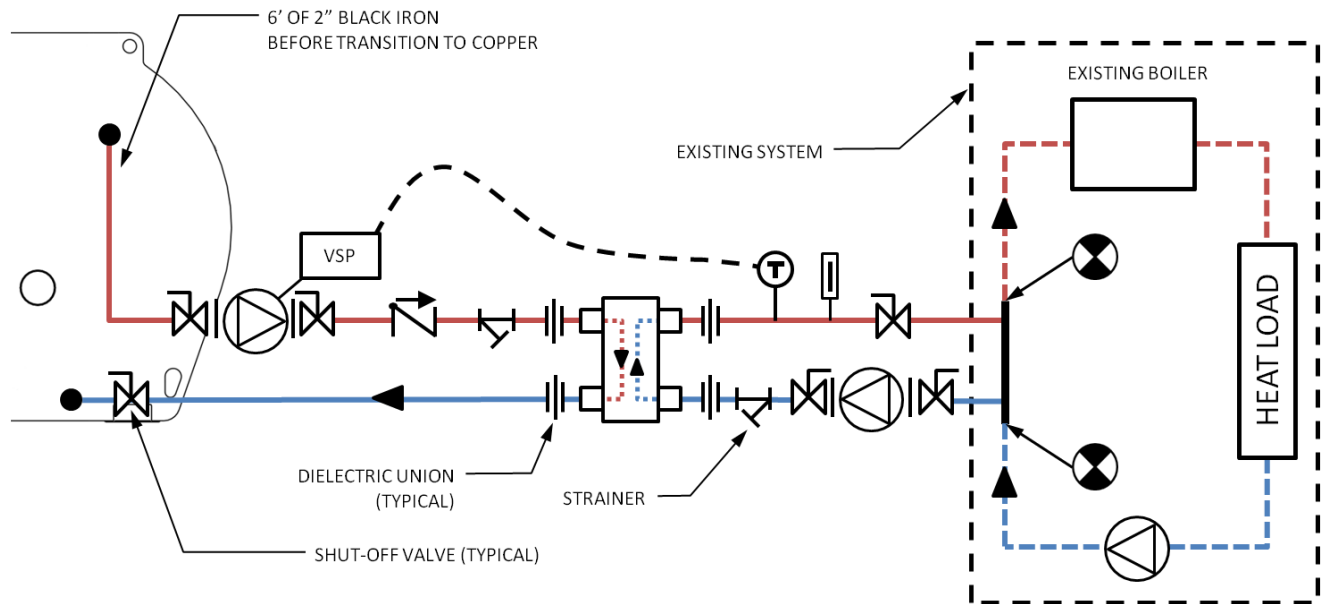 6’ OF 2” BLACK IRON
BEFORE TRANSITION TO COPPER
EXISTING BOILER
EXISTING SYSTEM
VSP
T
HEAT LOAD
DIELECTRIC UNION
(TYPICAL)
STRAINER
SHUT-OFF VALVE (TYPICAL)